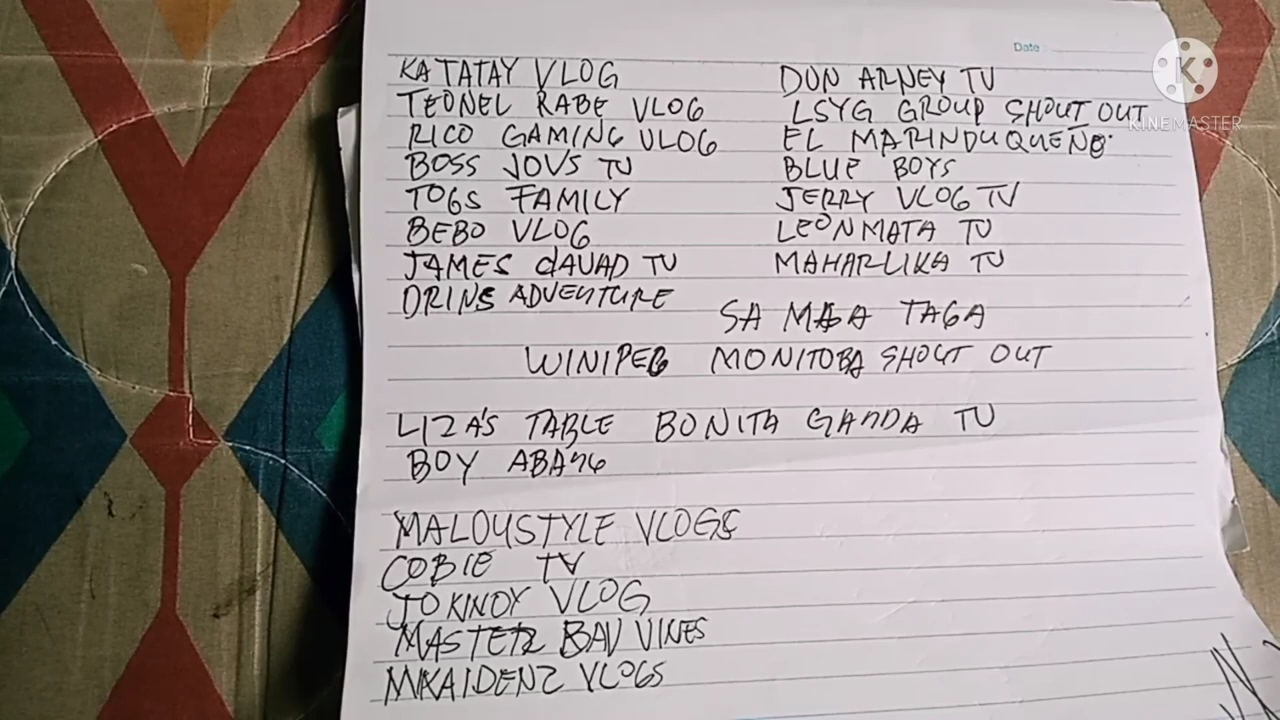 Date
K
KINEMASTER
KATATAY VLOG
TEONEL RABE VLOG
RICO GAMING VLOG
BOSS JOVS TV
TOGS FAMILY
BEBO VLOG
JAMES dAVAD TV
DRINS ADVENTURE
DON ARNEY TV
LSYG GROUP SHOUT OUT
EL MARINDUQUEÑO
BLUE BOYS
JERRY VLOG TV
LEONMATA TV
MAHARLIKA TV
SA MGA TAGA
WINIPEG MONITOBA SHOUT OUT
LIZA'S TABLE BONITA GANDA TV
BOY ABANG
MALOUSTYLE VLOGS
COBIE TV
JOKINOY VLOG
MASTER BAV VINES
MKAIDENZ VLOGS